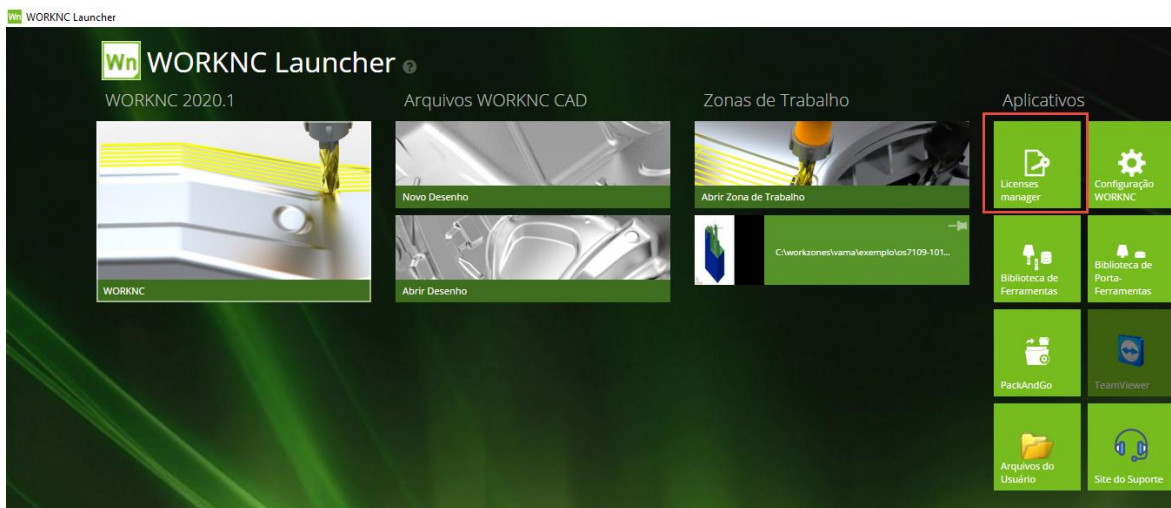 Wn WORKNC Launcher
Wn WORKNC Launcher ?
WORKNC 2020.1
WORKNC
Arquivos WORKNC CAD
Novo Desenho
Abrir Desenho
Zonas de Trabalho
Abrir Zona de Trabalho
C:\workzones\vama\exemplo\os7109-101...
Aplicativos
Licenses
manager
Configuração
WORKNC
Biblioteca de
Ferramentas
Biblioteca de
Porta-
Ferramentas
PackAndGo
TeamViewer
Arquivos do
Usuário
Site do Suporte